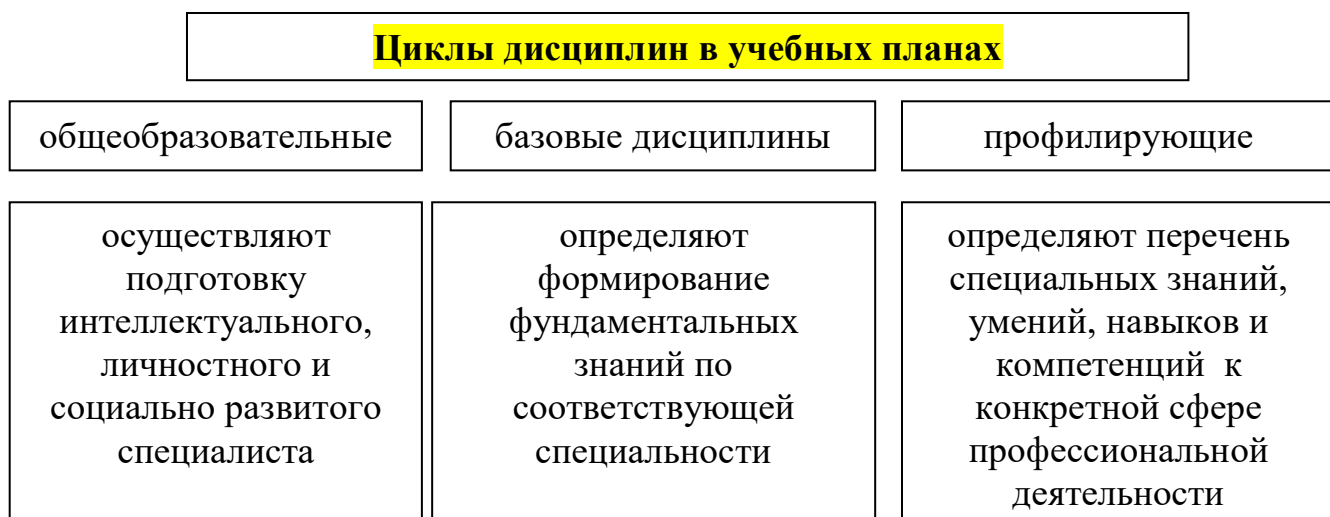 Циклы дисциплин в учебных планах
общеобразовательные
базовые дисциплины
профилирующие
осуществляют
подготовку
интеллектуального,
личностного и
социально развитого
специалиста
определяют
формирование
фундаментальных
знаний по
соответствующей
специальности
определяют перечень
специальных знаний,
умений, навыков и
компетенций к
конкретной сфере
профессиональной
деятельности